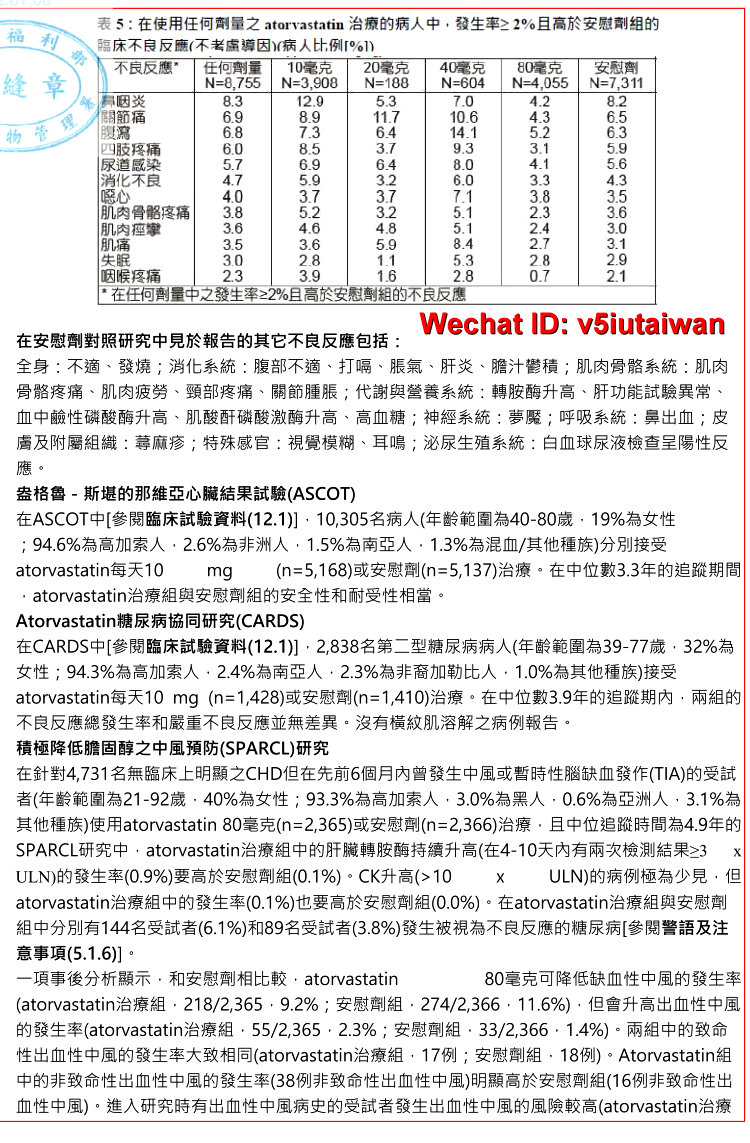 福利部
縫章
物管理署
表 5：在使用任何劑量之 atorvastatin 治療的病人中，發生率≥ 2%且高於安慰劑組的
臨床不良反應(不考慮導因)(病人比例[%])
不良反應* 任何劑量 N=8,755 10毫克 N=3,908 20毫克 N=188 40毫克 N=604 80毫克 N=4,055 安慰劑 N=7,311
鼻咽炎 8.3 12.9 5.3 7.0 4.2 8.2
關節痛 6.9 8.9 11.7 10.6 4.3 6.5
腹瀉 6.8 7.3 6.4 14.1 5.2 6.3
四肢疼痛 6.0 8.5 3.7 9.3 3.1 5.9
尿道感染 5.7 6.9 6.4 8.0 4.1 5.6
消化不良 4.7 5.9 3.2 6.0 3.3 4.3
噁心 4.0 3.7 3.7 7.1 3.8 3.5
肌肉骨骼疼痛 3.8 5.2 3.2 5.1 2.3 3.6
肌肉痙攣 3.6 4.6 4.8 5.1 2.4 3.0
肌痛 3.5 3.6 5.9 8.4 2.7 3.1
失眠 3.0 2.8 1.1 5.3 2.8 2.9
咽喉疼痛 2.3 3.9 1.6 2.8 0.7 2.1
* 在任何劑量中之發生率≥2%且高於安慰劑組的不良反應
Wechat ID: v5iutaiwan
在安慰劑對照研究中見於報告的其它不良反應包括：
全身：不適、發燒；消化系統：腹部不適、打嗝、脹氣、肝炎、膽汁鬱積；肌肉骨骼系統：肌肉
骨骼疼痛、肌肉疲勞、頸部疼痛、關節腫脹；代謝與營養系統：轉胺酶升高、肝功能試驗異常、
血中鹼性磷酸酶升高、肌酸酐磷酸激酶升高、高血糖；神經系統：夢魘；呼吸系統：鼻出血；皮
膚及附屬組織：蕁麻疹；特殊感官：視覺模糊、耳鳴；泌尿生殖系統：白血球尿液檢查呈陽性反
應。
盎格魯－斯堪的那維亞心臟結果試驗(ASCOT)
在ASCOT中[參閱臨床試驗資料(12.1)]，10,305名病人(年齡範圍為40-80歲，19%為女性
；94.6%為高加索人，2.6%為非洲人，1.5%為南亞人，1.3%為混血/其他種族)分別接受
atorvastatin每天10 mg (n=5,168)或安慰劑(n=5,137)治療。在中位數3.3年的追蹤期間
，atorvastatin治療組與安慰劑組的安全性和耐受性相當。
Atorvastatin糖尿病協同研究(CARDS)
在CARDS中[參閱臨床試驗資料(12.1)]，2,838名第二型糖尿病病人(年齡範圍為39-77歲，32%為
女性；94.3%為高加索人，2.4%為南亞人，2.3%為非裔加勒比人，1.0%為其他種族)接受
atorvastatin每天10 mg (n=1,428)或安慰劑(n=1,410)治療。在中位數3.9年的追蹤期內，兩組的
不良反應總發生率和嚴重不良反應並無差異。沒有橫紋肌溶解之病例報告。
積極降低膽固醇之中風預防(SPARCL)研究
在針對4,731名無臨床上明顯之CHD但在先前6個月內曾發生中風或暫時性腦缺血發作(TIA)的受試
者(年齡範圍為21-92歲，40%為女性；93.3%為高加索人，3.0%為黑人，0.6%為亞洲人，3.1%為
其他種族)使用atorvastatin 80毫克(n=2,365)或安慰劑(n=2,366)治療，且中位追蹤時間為4.9年的
SPARCL研究中，atorvastatin治療組中的肝臟轉胺酶持續升高(在4-10天內有兩次檢測結果≥3 x
ULN)的發生率(0.9%)要高於安慰劑組(0.1%)。CK升高(>10 x ULN)的病例極為少見，但
atorvastatin治療組中的發生率(0.1%)也要高於安慰劑組(0.0%)。在atorvastatin治療組與安慰劑
組中分別有144名受試者(6.1%)和89名受試者(3.8%)發生被視為不良反應的糖尿病[參閱警語及注
意事項(5.1.6)]。
一項事後分析顯示，和安慰劑相比較，atorvastatin 80毫克可降低缺血性中風的發生率
(atorvastatin治療組，218/2,365，9.2%；安慰劑組，274/2,366，11.6%)，但會升高出血性中風
的發生率(atorvastatin治療組，55/2,365，2.3%；安慰劑組，33/2,366，1.4%)。兩組中的致命
性出血性中風的發生率大致相同(atorvastatin治療組，17例；安慰劑組，18例)。Atorvastatin組
中的非致命性出血性中風的發生率(38例非致命性出血性中風)明顯高於安慰劑組(16例非致命性出
血性中風)。進入研究時有出血性中風病史的受試者發生出血性中風的風險較高(atorvastatin治療